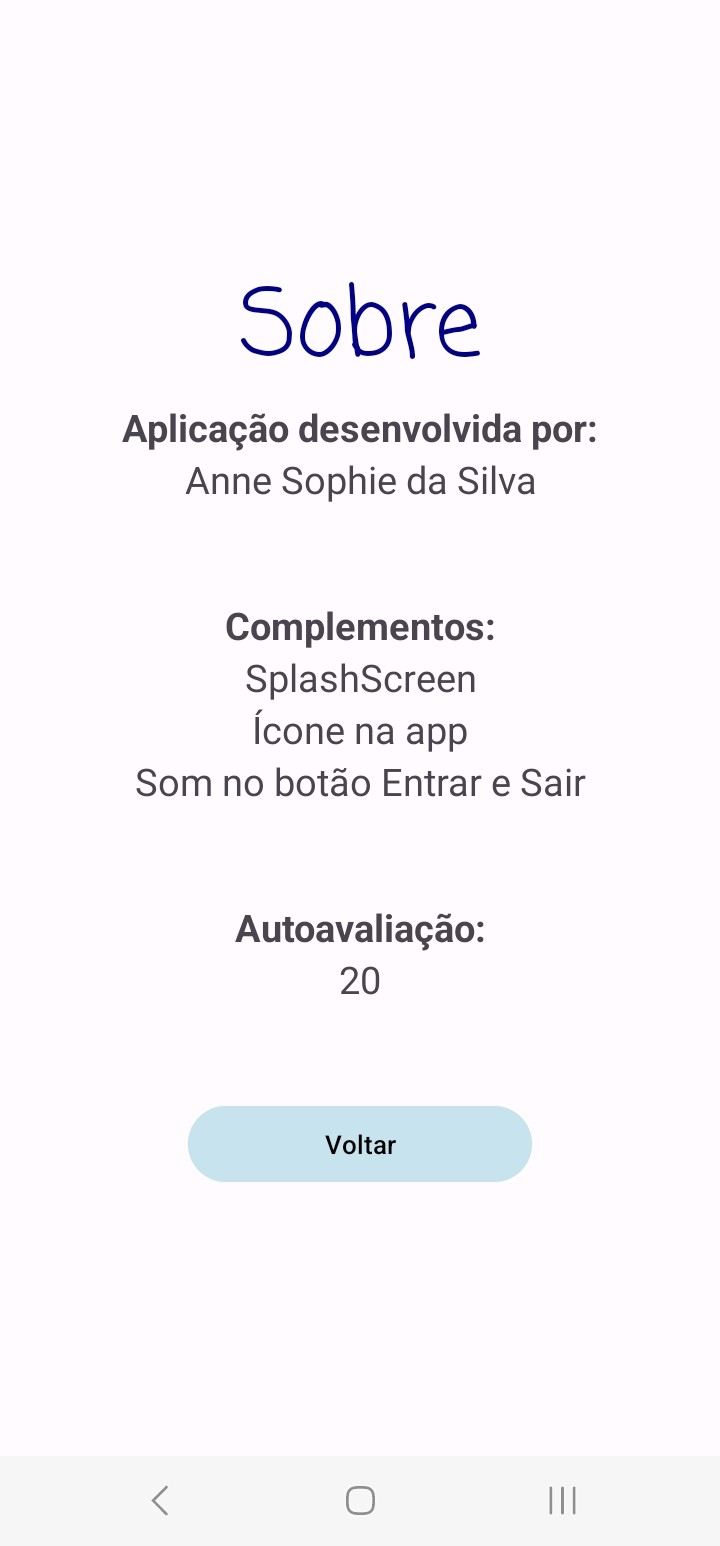 Sobre
Aplicação desenvolvida por:
Anne Sophie da Silva
Complementos:
SplashScreen
Ícone na app
Som no botão Entrar e Sair
Autoavaliação:
20
Voltar